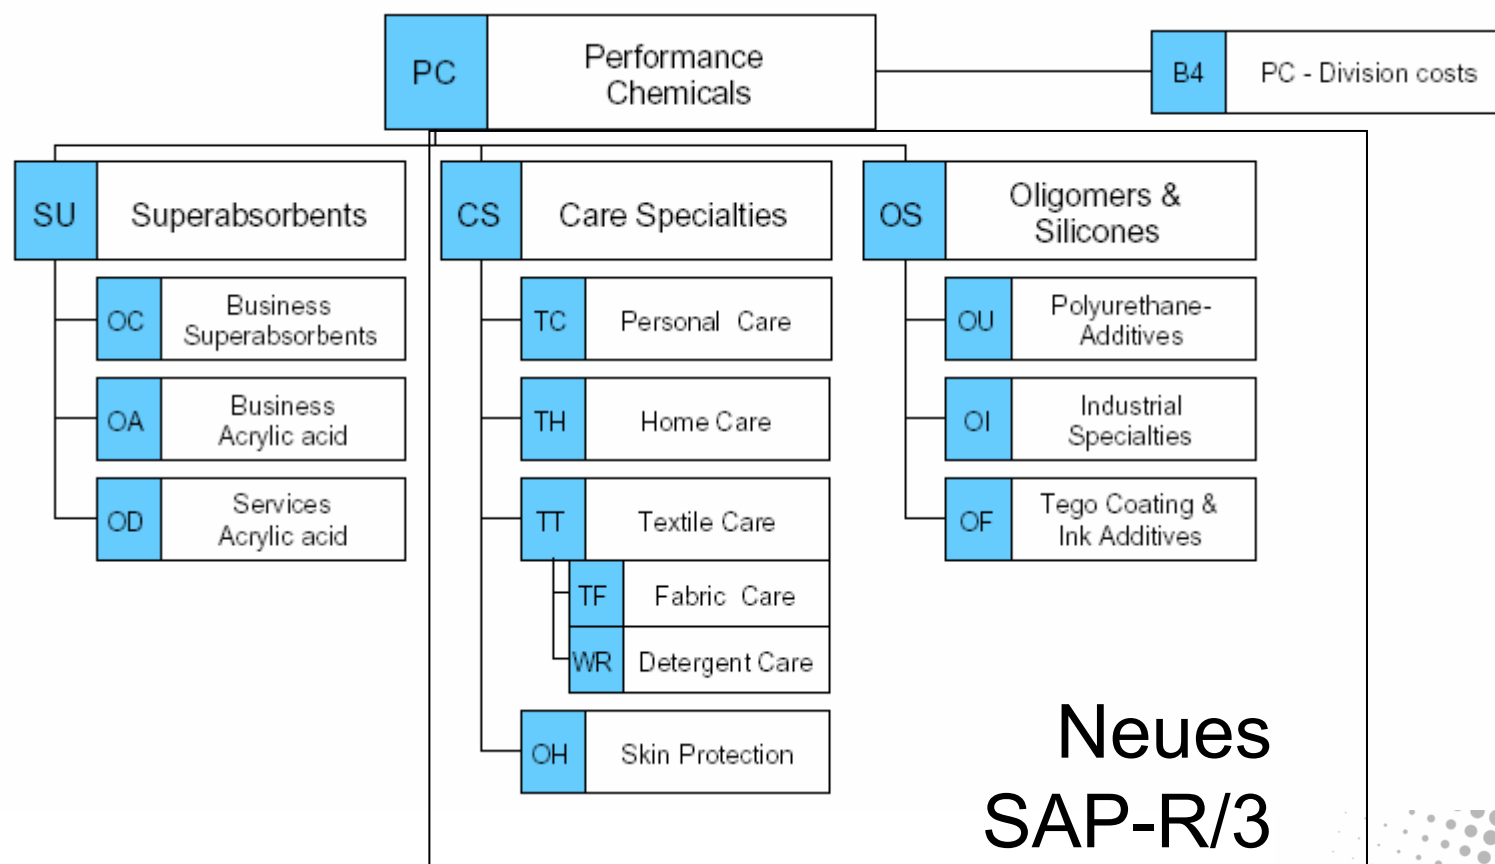 PC
Performance
Chemicals
B4
PC - Division costs
SU
Superabsorbents
CS
Care Specialties
OS
Oligomers &
Silicones
OC
Business
Superabsorbents
OA
Business
Acrylic acid
OD
Services
Acrylic acid
TC
Personal Care
TH
Home Care
TT
Textile Care
TF
Fabric Care
WR
Detergent Care
OH
Skin Protection
OU
Polyurethane-
Additives
OI
Industrial
Specialties
OF
Tego Coating &
Ink Additives
Neues
SAP-R/3